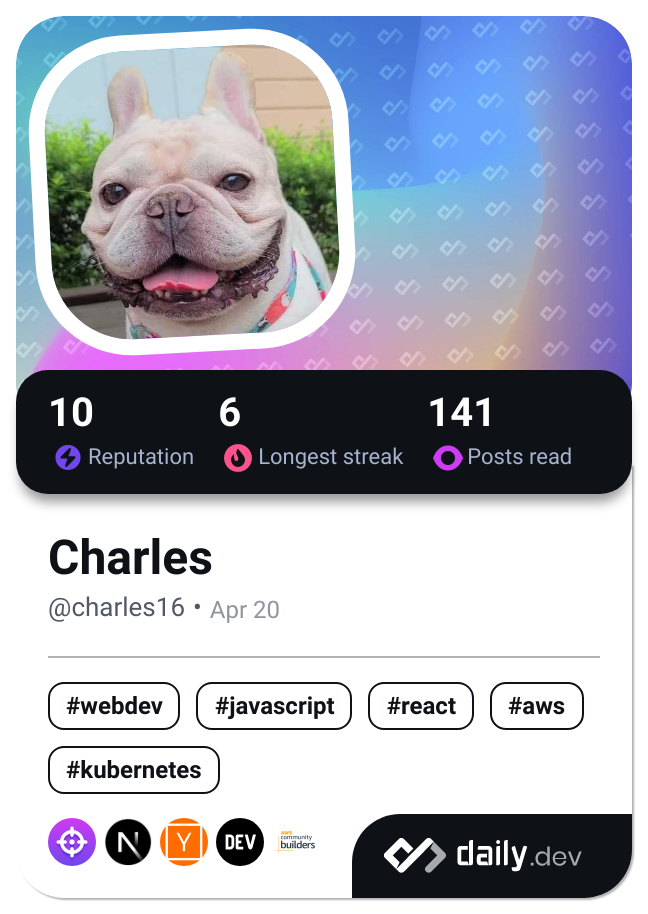 10 6 141
Reputation Longest streak Posts read
Charles
@charles16 • Apr 20
#webdev #javascript #react #aws
#kubernetes
N Y DEV aws community builders
daily.dev